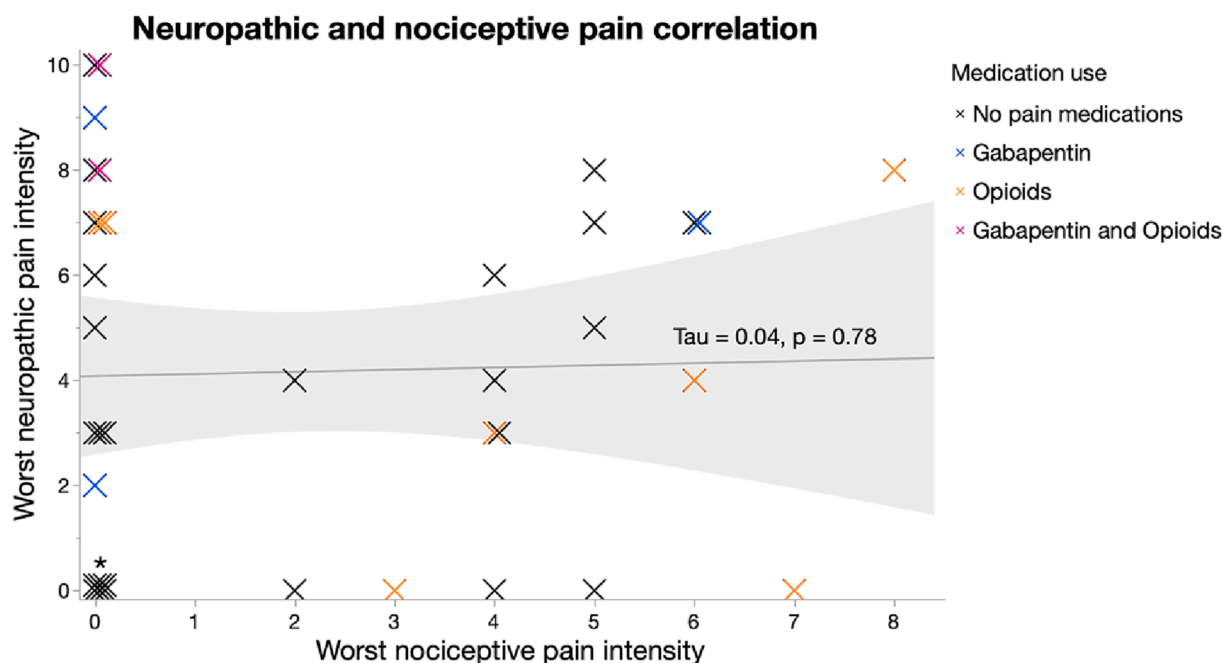 Neuropathic and nociceptive pain correlation
Worst neuropathic pain intensity
10
8
6
4
2
0
*
Tau = 0.04, p = 0.78
0 1 2 3 4 5 6 7 8
Worst nociceptive pain intensity
Medication use
No pain medications
Gabapentin
Opioids
Gabapentin and Opioids